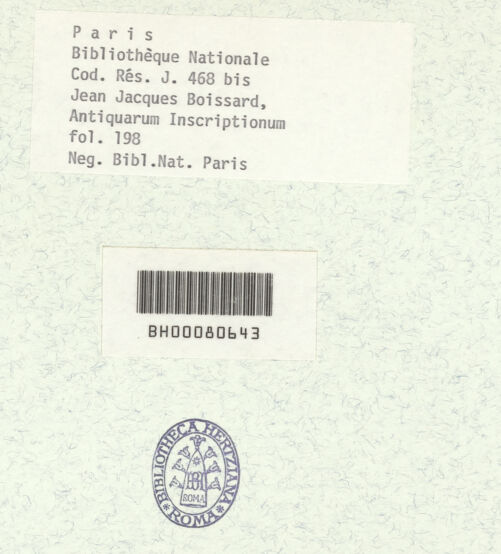 P a r i s
Bibliothèque Nationale
Cod. Rés. J. 468 bis
Jean Jacques Boissard,
Antiquarum Inscriptionum
fol. 198
Neg. Bibl.Nat. Paris
BH00080643
BIBLIOTHECA HERTZIANA
ROMA
ROMA